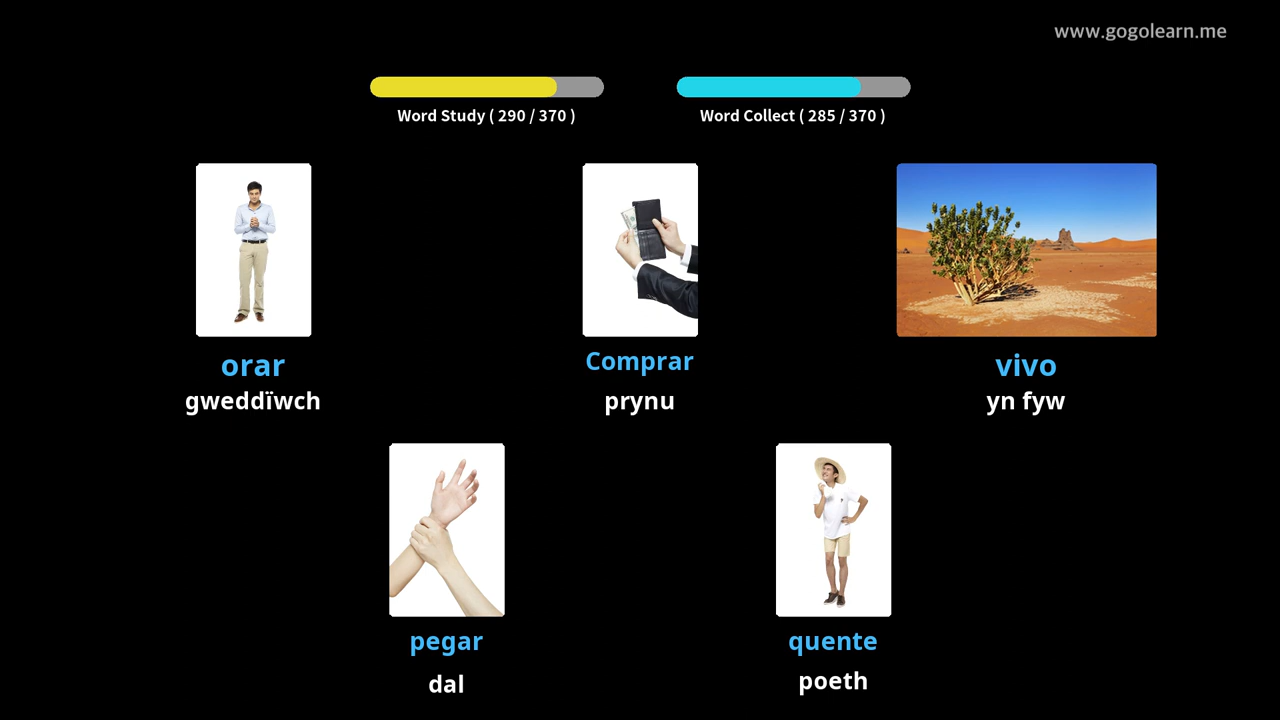 www.gogolearn.me
Word Study ( 290 / 370 )
Word Collect ( 285 / 370 )
orar
gweddïwch
Comprar
prynu
vivo
yn fyw
pegar
dal
quente
poeth